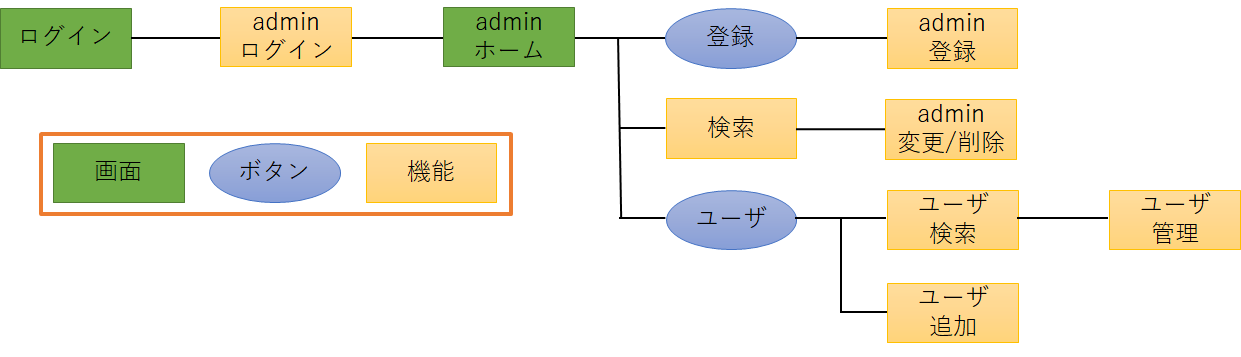 ログイン
admin
ログイン
admin
ホーム
登録
admin
登録
検索
admin
変更/削除
画面
ボタン
機能
ユーザ
ユーザ
検索
ユーザ
管理
ユーザ
追加